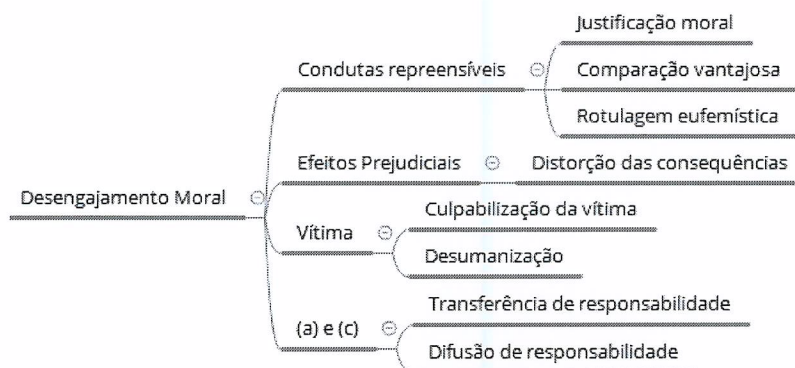 Justificação moral
Condutas repreensíveis
Comparação vantajosa
Rotulagem eufemística
Efeitos Prejudiciais
Distorção das consequências
Desengajamento Moral
Culpabilização da vítima
Vítima
Desumanização
Transferência de responsabilidade
(a) e (c)
Difusão de responsabilidade